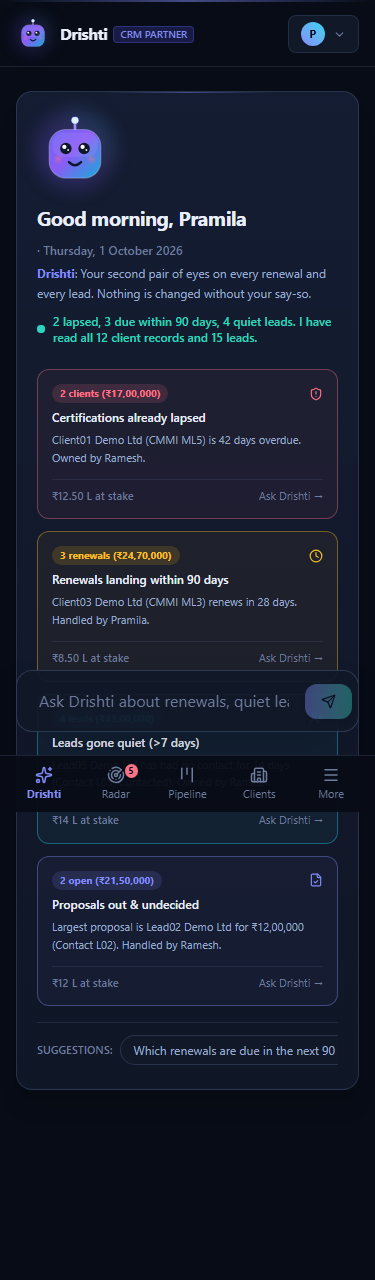 Drishti CRM PARTNER
P
Good morning, Pramila
· Thursday, 1 October 2026
Drishti: Your second pair of eyes on every renewal and
every lead. Nothing is changed without your say-so.
2 lapsed, 3 due within 90 days, 4 quiet leads. I have
read all 12 client records and 15 leads.
2 clients (₹17,00,000)
Certifications already lapsed
Client01 Demo Ltd (CMMI ML5) is 42 days overdue.
Owned by Ramesh.
₹12.50 L at stake
Ask Drishti →
3 renewals (₹24,70,000)
Renewals landing within 90 days
Client03 Demo Ltd (CMMI ML3) renews in 28 days.
Handled by Pramila.
₹8.50 L at stake
Ask Drishti →
Ask Drishti about renewals, quiet lea
Leads gone quiet (>7 days)
5
Drishti
Radar
Pipeline
Clients
More
₹14 L at stake
Ask Drishti →
2 open (₹21,50,000)
Proposals out & undecided
Largest proposal is Lead02 Demo Ltd for ₹12,00,000
(Contact L02). Handled by Ramesh.
₹12 L at stake
Ask Drishti →
SUGGESTIONS:
Which renewals are due in the next 90